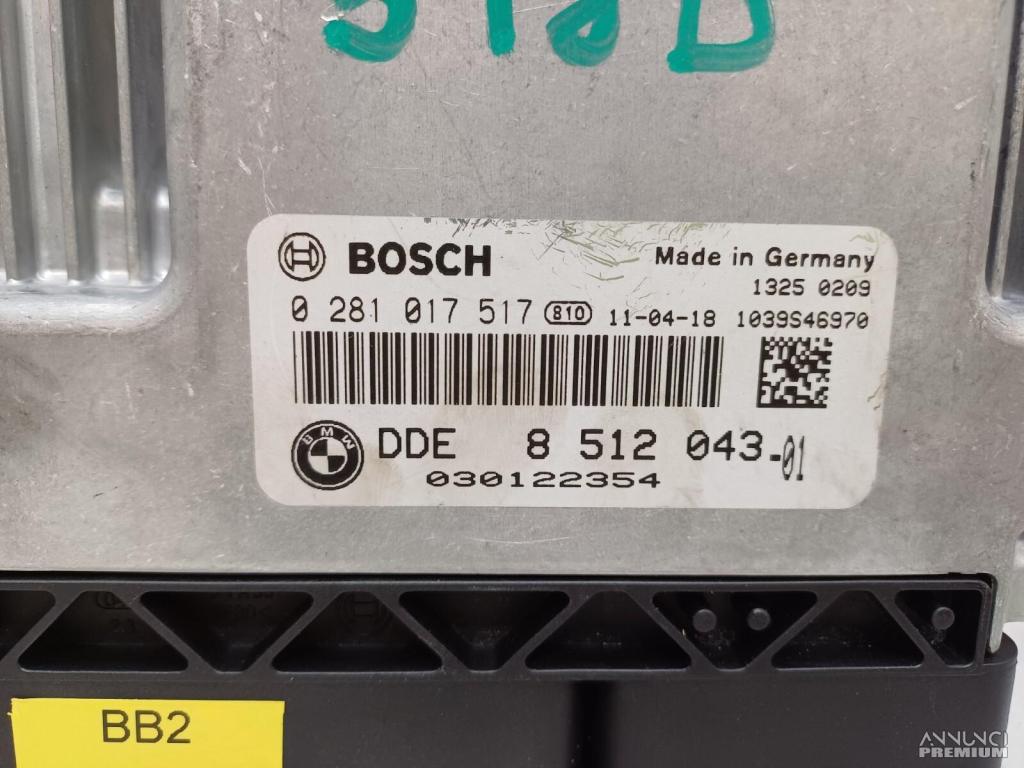 318D
BOSCH
Made in Germany
1325 0209
0 281 017 517 810 11-04-18 1039S46970
BMW
DDE 8 512 043-01
030122354
BB2
ANNUNCI
PREMIUM